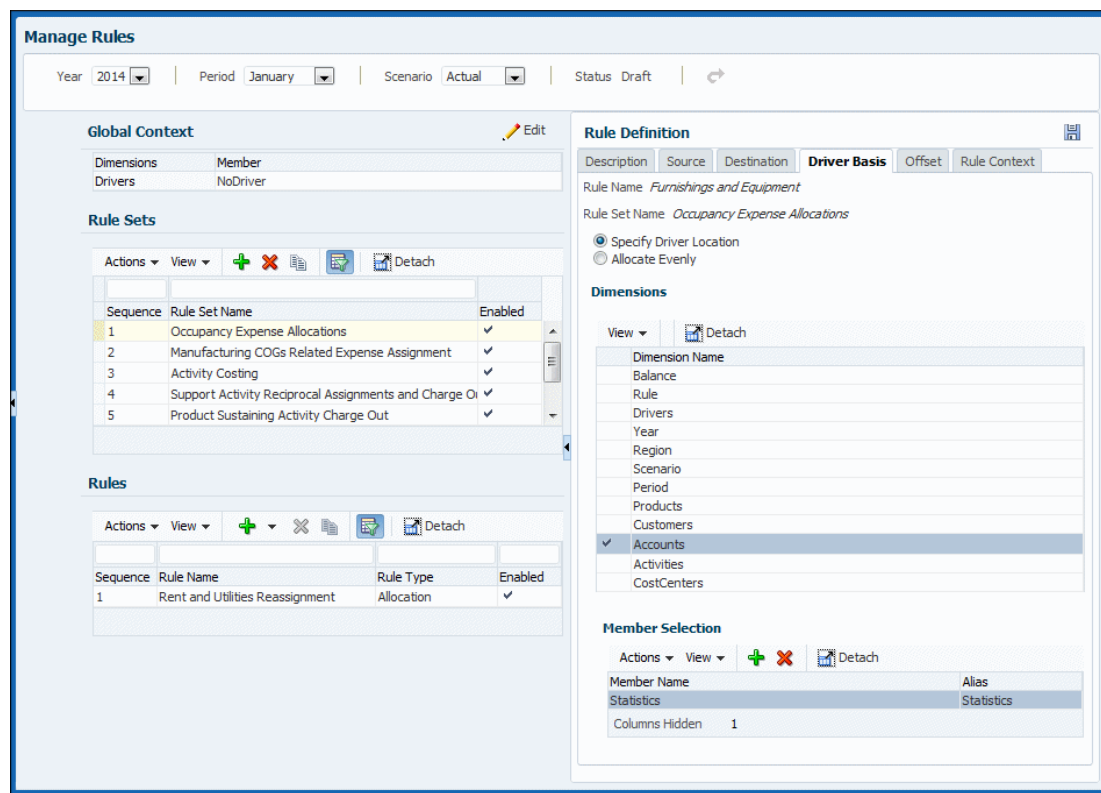 Manage Rules
Year 2014 Period January Scenario Actual Status Draft
Global Context Edit
Dimensions Member
Drivers NoDriver
Rule Sets
Actions View Detach
Sequence Rule Set Name Enabled
1 Occupancy Expense Allocations
2 Manufacturing COGs Related Expense Assignment
3 Activity Costing
4 Support Activity Reciprocal Assignments and Charge O
5 Product Sustaining Activity Charge Out
Rules
Actions View Detach
Sequence Rule Name Rule Type Enabled
1 Rent and Utilities Reassignment Allocation
Rule Definition
Description Source Destination Driver Basis Offset Rule Context
Rule Name Furnishings and Equipment
Rule Set Name Occupancy Expense Allocations
Specify Driver Location
Allocate Evenly
Dimensions
View Detach
Dimension Name
Balance
Rule
Drivers
Year
Region
Scenario
Period
Products
Customers
Accounts
Activities
CostCenters
Member Selection
Actions View Detach
Member Name Alias
Statistics Statistics
Columns Hidden 1